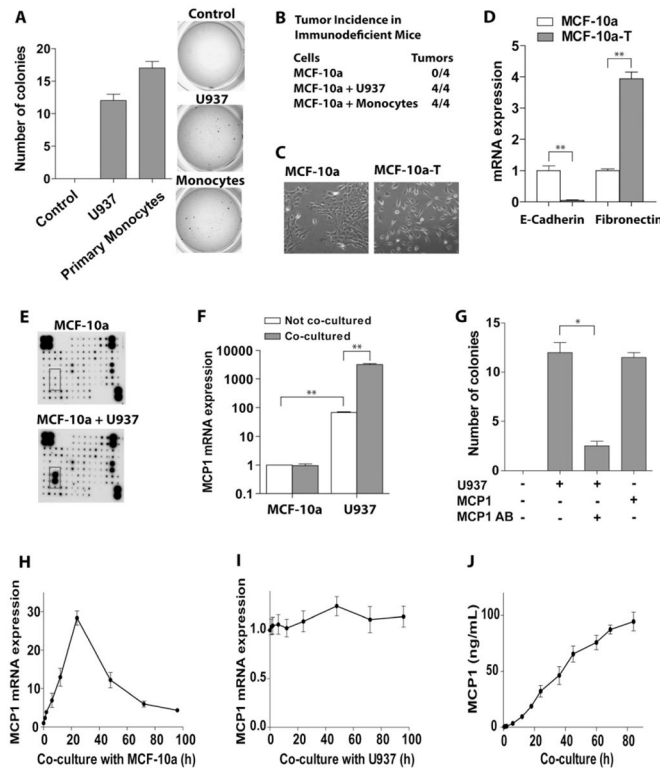 A
Number of colonies
20
15
10
5
0
Control
U937
Primary Monocytes
Control
U937
Monocytes
B
Tumor Incidence in
Immunodeficient Mice
Cells Tumors
MCF-10a 0/4
MCF-10a + U937 4/4
MCF-10a + Monocytes 4/4
C
MCF-10a MCF-10a-T
D
MCF-10a
MCF-10a-T
mRNA expression
5
4
3
2
1
0
**
**
E-Cadherin Fibronectin
E
MCF-10a
MCF-10a + U937
F
Not co-cultured
Co-cultured
MCP1 mRNA expression
10000
1000
100
10
1
0.1
**
**
MCF-10a U937
G
Number of colonies
15
10
5
0
*
U937 - + + -
MCP1 - - - +
MCP1 AB - - + -
H
MCP1 mRNA expression
30
20
10
0
0 20 40 60 80 100
Co-culture with MCF-10a (h)
I
MCP1 mRNA expression
1.0
0.5
0.0
0 20 40 60 80 100
Co-culture with U937 (h)
J
MCP1 (ng/mL)
100
50
0
0 20 40 60 80
Co-culture (h)